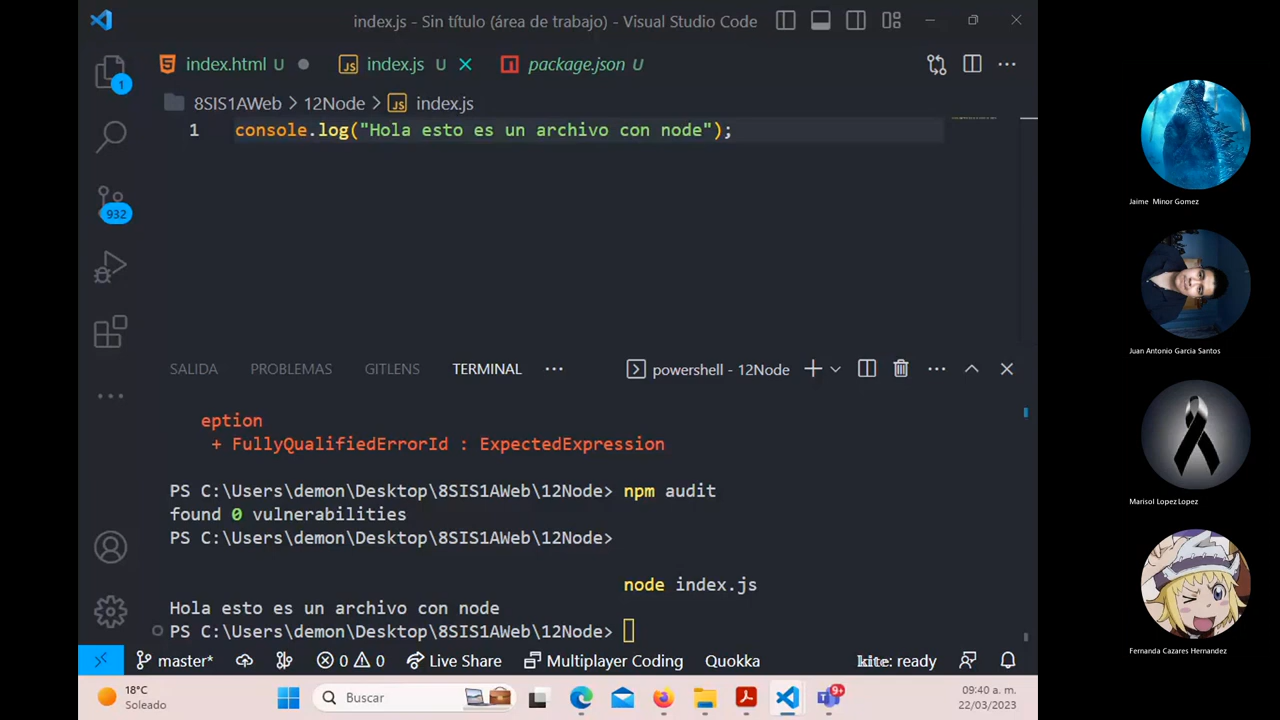 index.js - Sin título (área de trabajo) - Visual Studio Code
index.html U
index.js U
package.json U
8SIS1AWeb > 12Node > index.js
1 console.log("Hola esto es un archivo con node");
1
932
SALIDA PROBLEMAS GITLENS TERMINAL
powershell - 12Node
eption
+ FullyQualifiedErrorId : ExpectedExpression
PS C:\Users\demon\Desktop\8SIS1AWeb\12Node> npm audit
found 0 vulnerabilities
PS C:\Users\demon\Desktop\8SIS1AWeb\12Node>
node index.js
Hola esto es un archivo con node
PS C:\Users\demon\Desktop\8SIS1AWeb\12Node>
master* 0 0 Live Share Multiplayer Coding Quokka kite: ready
18°C
Soleado
Buscar
9+
09:40 a. m.
22/03/2023
Jaime Minor Gomez
Juan Antonio Garcia Santos
Marisol Lopez Lopez
Fernanda Cazares Hernandez